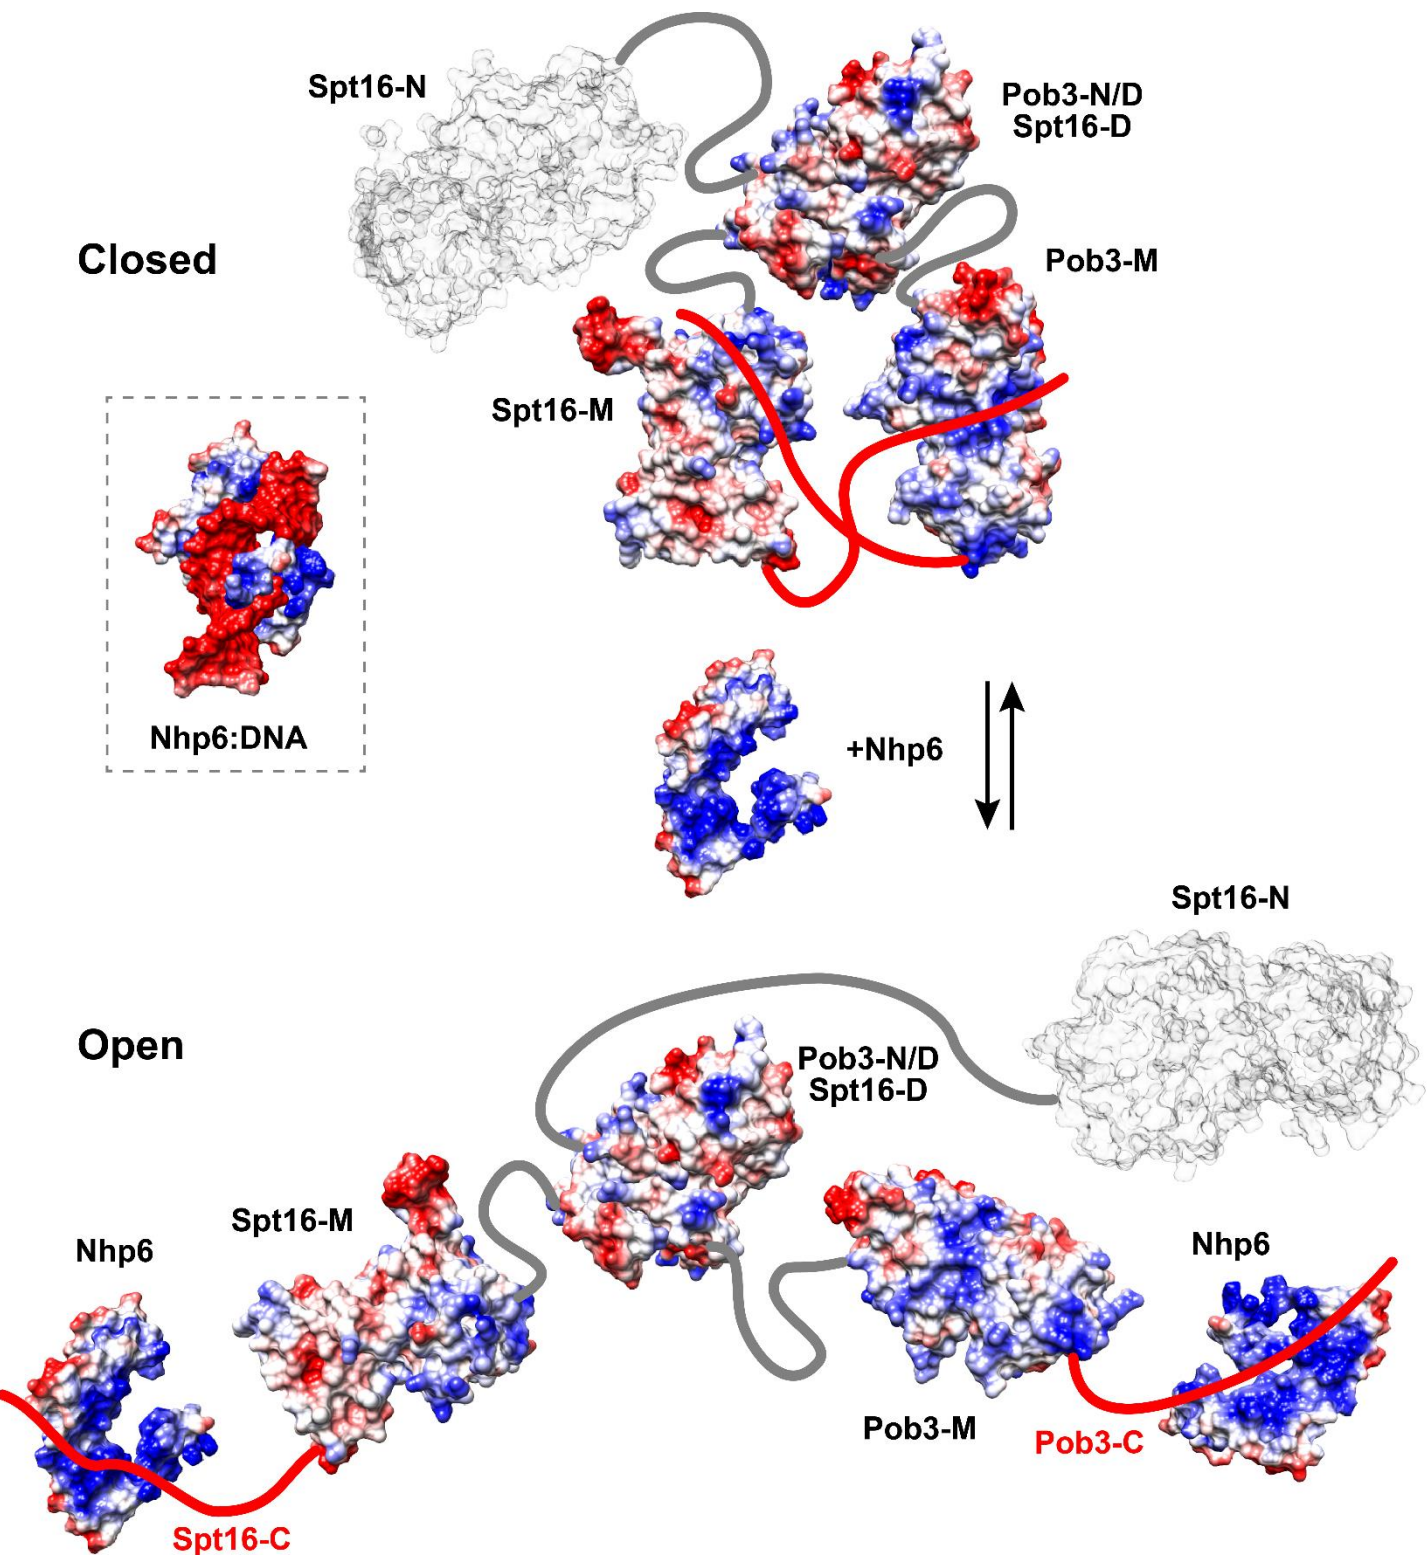 Spt16-N
Pob3-N/D
Spt16-D
Closed
Pob3-M
Spt16-M
Nhp6:DNA
+Nhp6
Spt16-N
Open
Pob3-N/D
Spt16-D
Spt16-M
Nhp6
Nhp6
Pob3-M
Pob3-C
Spt16-C